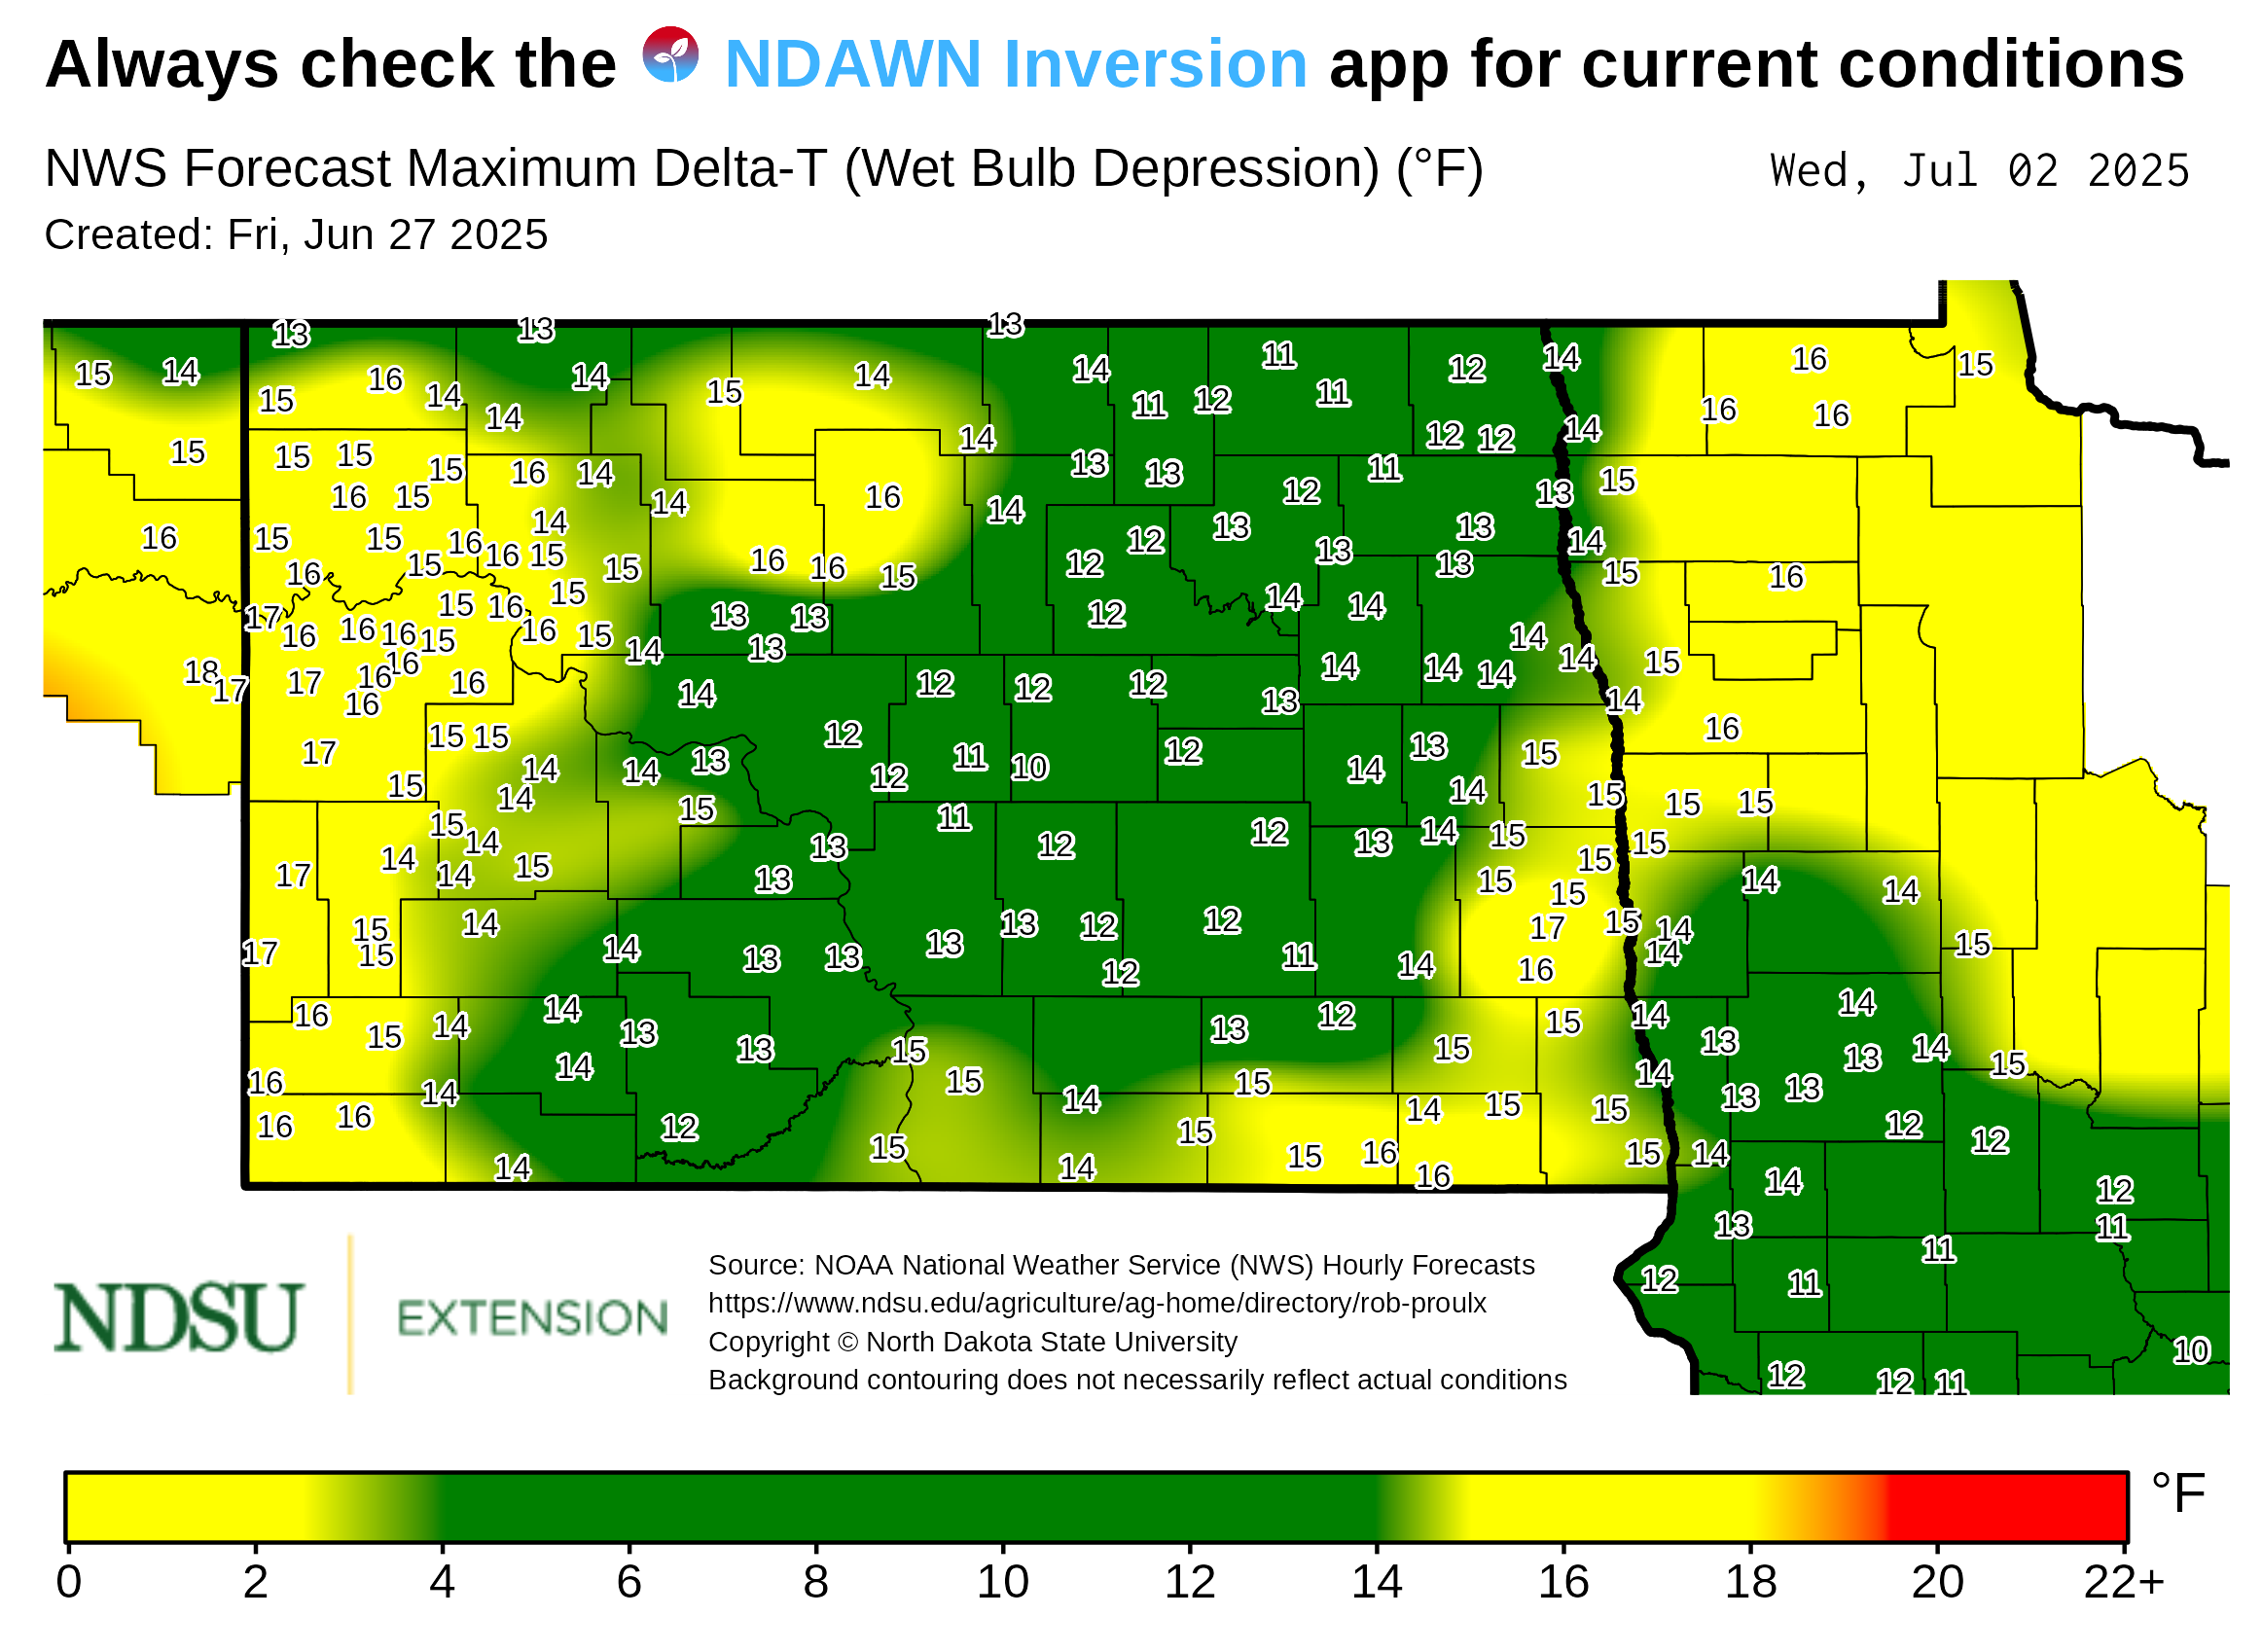 Always check the NDAWN Inversion app for current conditions
NWS Forecast Maximum Delta-T (Wet Bulb Depression) (°F)
Wed, Jul 02 2025
Created: Fri, Jun 27 2025
13 13 13
15 14 16 14 14 15 14 14 11 12 14 16 15
15 14 11 12 11 16 16
14 14 12 12 14
15 15 15 15 16 14 13 13 11 15
16 15 14 16 14 12 13
16 15 15 16 14 16 15 12 13 13 14
16 15 15 16 16 15 12 13 13 15 16
17 15 16 15 13 13 12 14 14
16 16 16 15 16 15 14 13 14 14 15
18 17 17 16 16 16 16 14 12 12 12 13 14 14 14 14
17 15 15 14 14 13 12 11 10 12 14 13 15 16
15 14 15 12 14 15 15 15
15 14 13 11 12 12 13 14 15 15
17 14 14 15 13 15 15 15 14 14
17 15 15 14 14 13 13 13 13 12 12 11 12 14 17 16 15 14 14 15
16 15 14 14 13 13 15 13 12 15 15 14 13 14 13 14 15
16 14 14 15 15 14 13 13
16 16 12 14 15 14 15 15 12 12
14 15 14 15 16 16 15 14 14 12
13 11 11
12 11
10
12 12 11
NDSU EXTENSION
Source: NOAA National Weather Service (NWS) Hourly Forecasts
https://www.ndsu.edu/agriculture/ag-home/directory/rob-proulx
Copyright © North Dakota State University
Background contouring does not necessarily reflect actual conditions
°F
0 2 4 6 8 10 12 14 16 18 20 22+